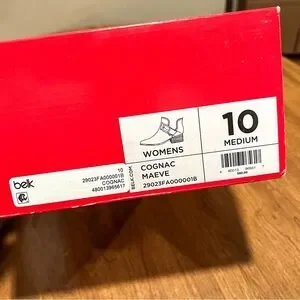 belk
10
29023FA000001B
COGNAC
480013965617
BELK.COM
WOMENS
COGNAC
MAEVE
29023FA000001B
10
MEDIUM